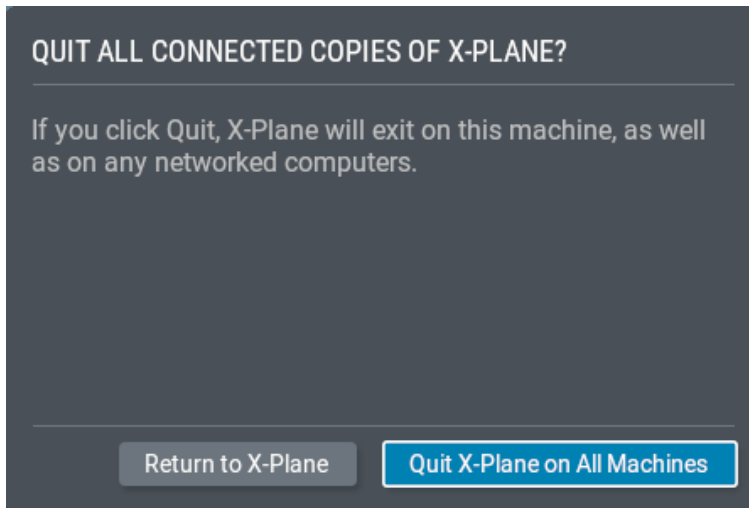 QUIT ALL CONNECTED COPIES OF X-PLANE?
If you click Quit, X-Plane will exit on this machine, as well
as on any networked computers.
Return to X-Plane
Quit X-Plane on All Machines